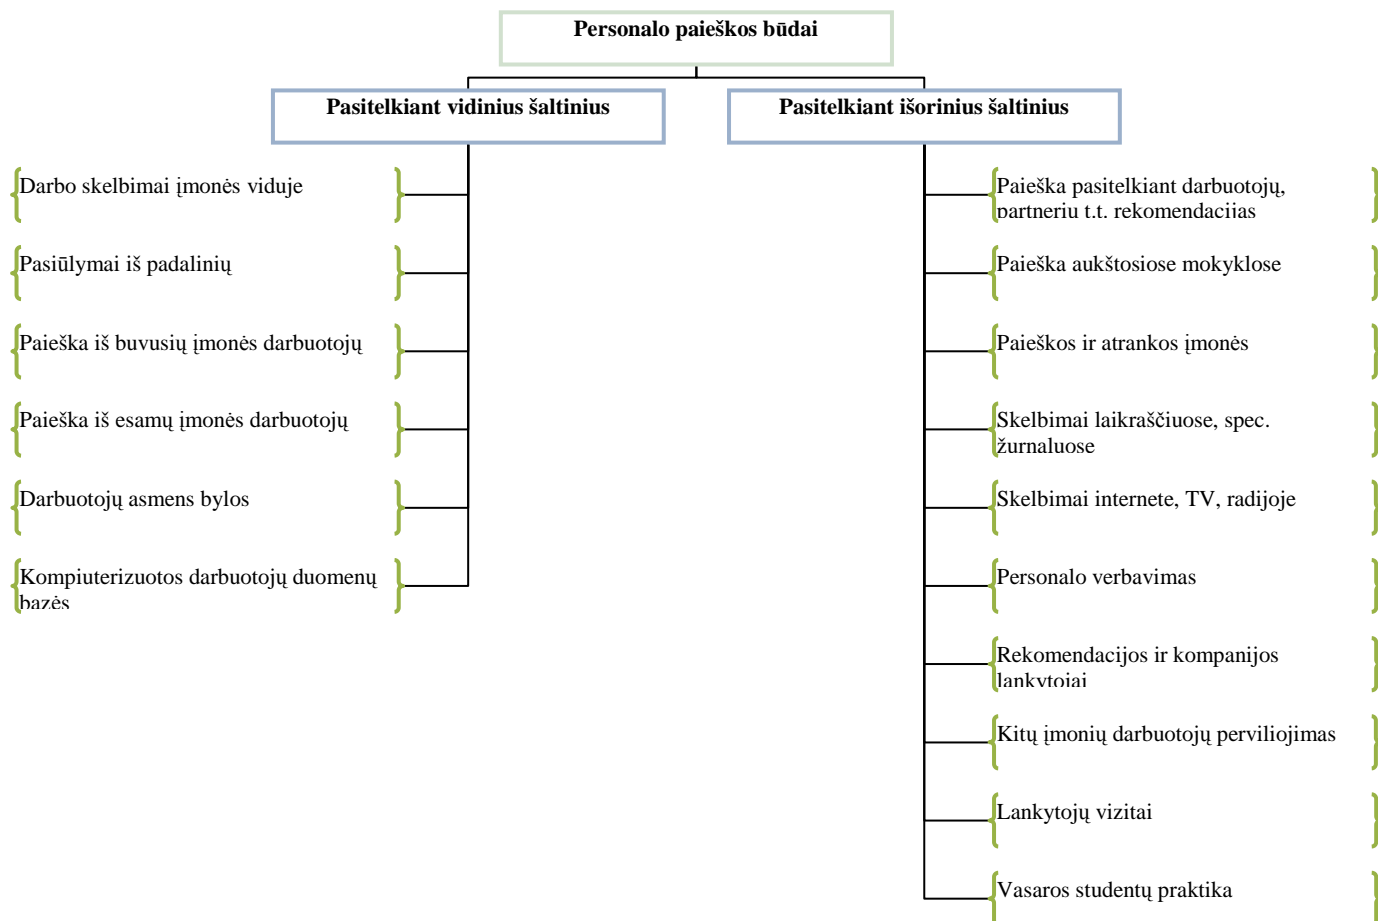 Personalo paieškos būdai
Pasitelkiant vidinius šaltinius
Pasitelkiant išorinius šaltinius
Darbo skelbimai įmonės viduje
Pasiūlymai iš padalinių
Paieška iš buvusių įmonės darbuotojų
Paieška iš esamų įmonės darbuotojų
Darbuotojų asmens bylos
Kompiuterizuotos darbuotojų duomenų
bazės
Paieška pasitelkiant darbuotojų,
partneriu t.t. rekomendacijas
Paieška aukštosiose mokyklose
Paieškos ir atrankos įmonės
Skelbimai laikraščiuose, spec.
žurnaluose
Skelbimai internete, TV, radijoje
Personalo verbavimas
Rekomendacijos ir kompanijos
lankytojai
Kitų įmonių darbuotojų perviliojimas
Lankytojų vizitai
Vasaros studentų praktika